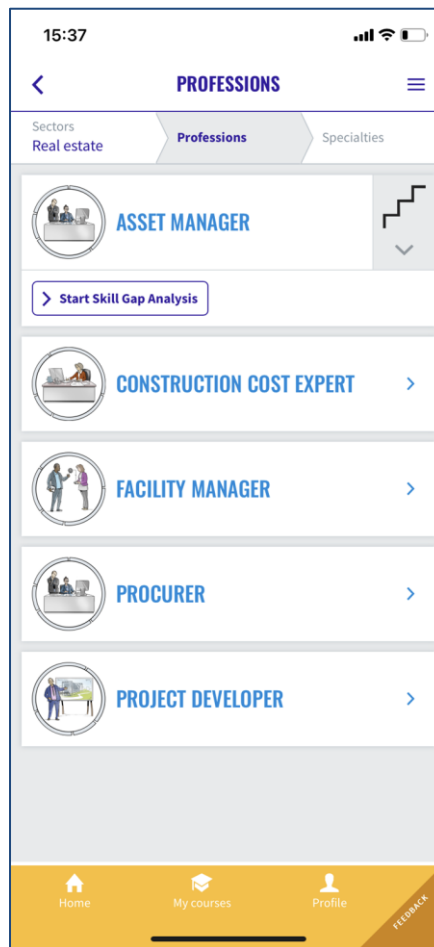 15:37
PROFESSIONS
Sectors
Real estate
Professions
Specialties
ASSET MANAGER
Start Skill Gap Analysis
CONSTRUCTION COST EXPERT
FACILITY MANAGER
PROCURER
PROJECT DEVELOPER
Home
My courses
Profile
FEEDBACK